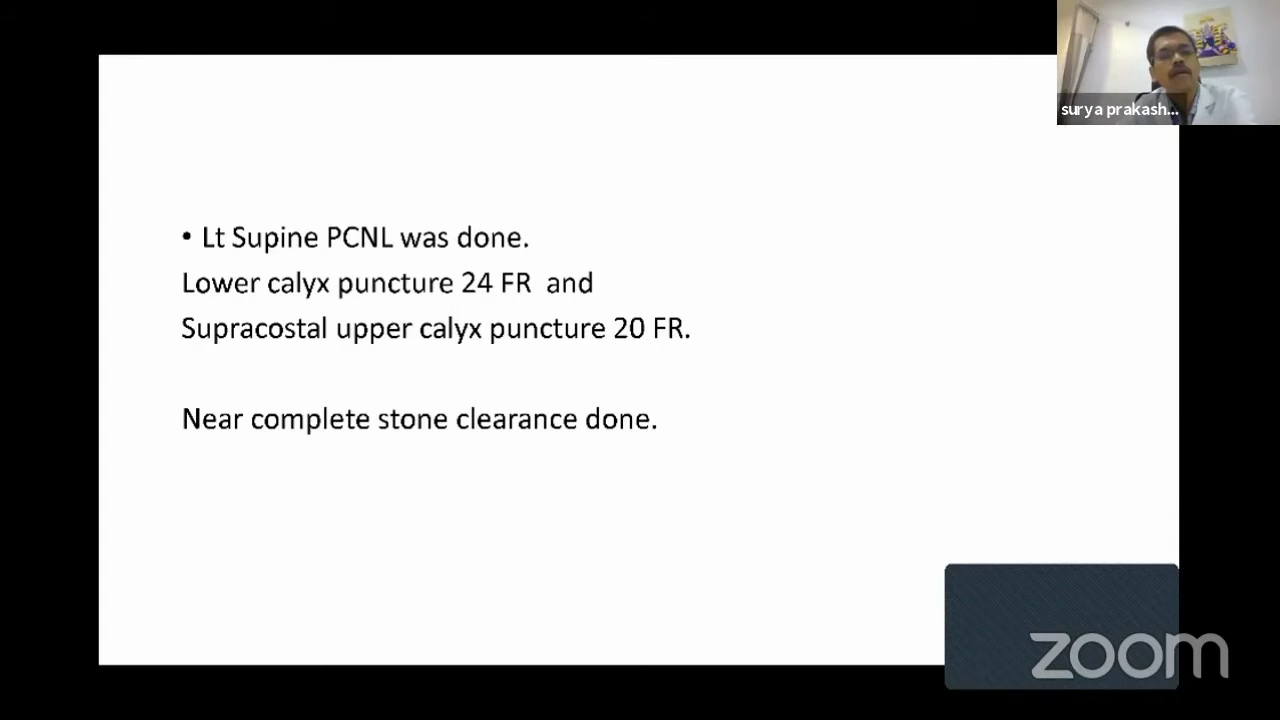 surya prakash...
• Lt Supine PCNL was done.
Lower calyx puncture 24 FR and
Supracostal upper calyx puncture 20 FR.
Near complete stone clearance done.
zoom